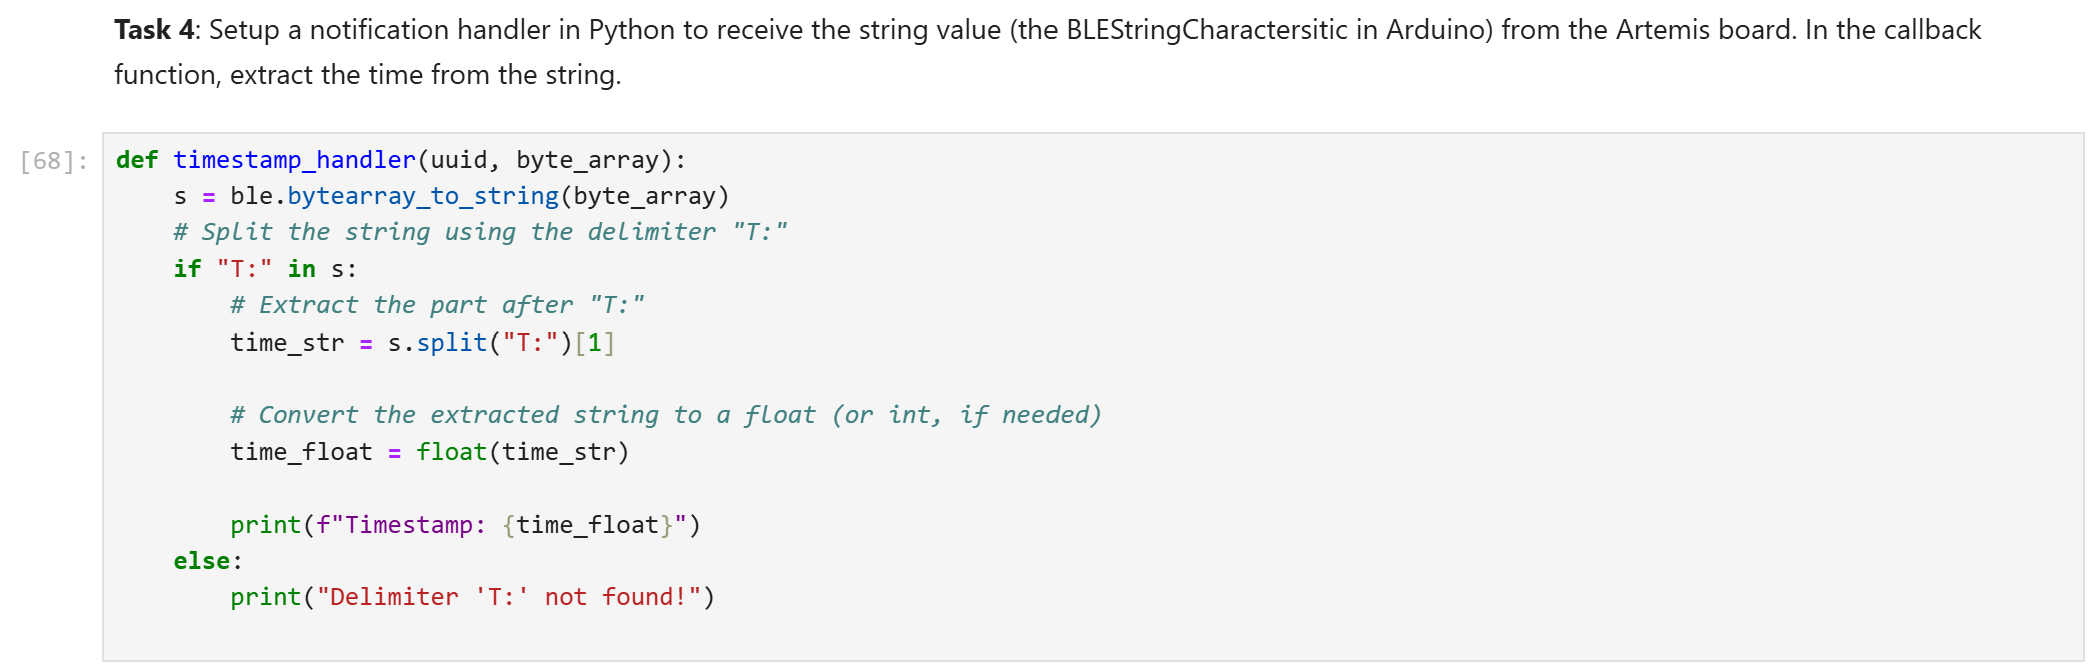 Task 4: Setup a notification handler in Python to receive the string value (the BLEStringCharactersitic in Arduino) from the Artemis board. In the callback
function, extract the time from the string.
[68]:
def timestamp_handler(uuid, byte_array):
    s = ble.bytearray_to_string(byte_array)
    # Split the string using the delimiter "T:"
    if "T:" in s:
        # Extract the part after "T:"
        time_str = s.split("T:")[1]
        # Convert the extracted string to a float (or int, if needed)
        time_float = float(time_str)
        print(f"Timestamp: {time_float}")
    else:
        print("Delimiter 'T:' not found!")